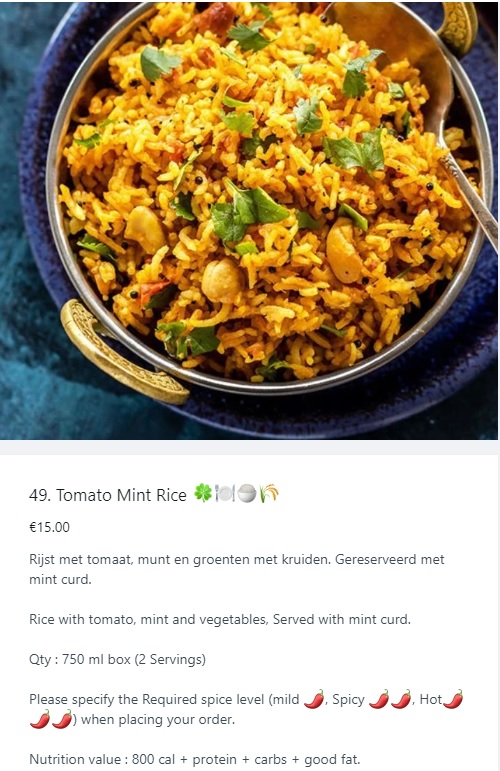 49. Tomato Mint Rice 🍀🍽️🍚🌾
€15.00
Rijst met tomaat, munt en groenten met kruiden. Gereserveerd met
mint curd.
Rice with tomato, mint and vegetables, Served with mint curd.
Qty : 750 ml box (2 Servings)
Please specify the Required spice level (mild 🌶️, Spicy 🌶️🌶️, Hot🌶️
🌶️🌶️) when placing your order.
Nutrition value : 800 cal + protein + carbs + good fat.